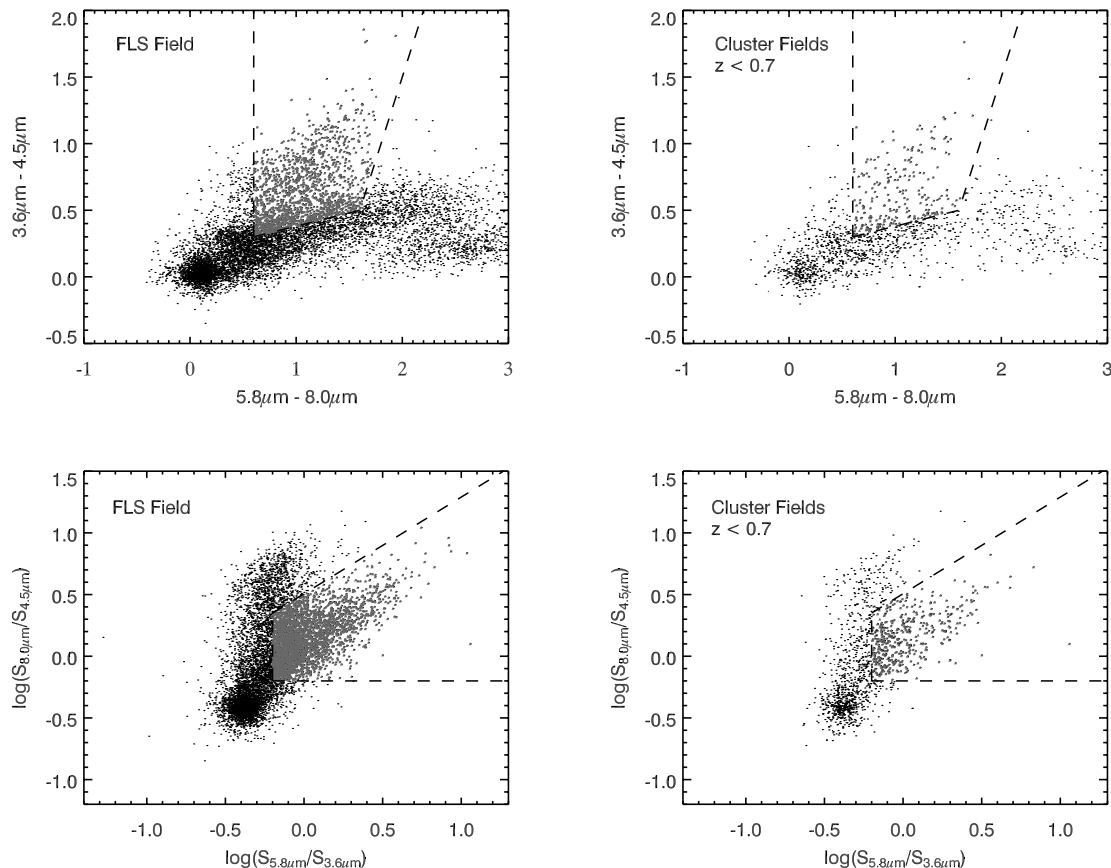 FLS Field
2.0
1.5
1.0
0.5
0.0
-0.5
3.6μm - 4.5μm
-1 0 1 2 3
5.8μm - 8.0μm
Cluster Fields
z < 0.7
2.0
1.5
1.0
0.5
0.0
-0.5
3.6μm - 4.5μm
-1 0 1 2 3
5.8μm - 8.0μm
FLS Field
1.5
1.0
0.5
0.0
-0.5
-1.0
log(S8.0μm/S4.5μm)
-1.0 -0.5 0.0 0.5 1.0
log(S5.8μm/S3.6μm)
Cluster Fields
z < 0.7
1.5
1.0
0.5
0.0
-0.5
-1.0
log(S8.0μm/S4.5μm)
-1.0 -0.5 0.0 0.5 1.0
log(S5.8μm/S3.6μm)